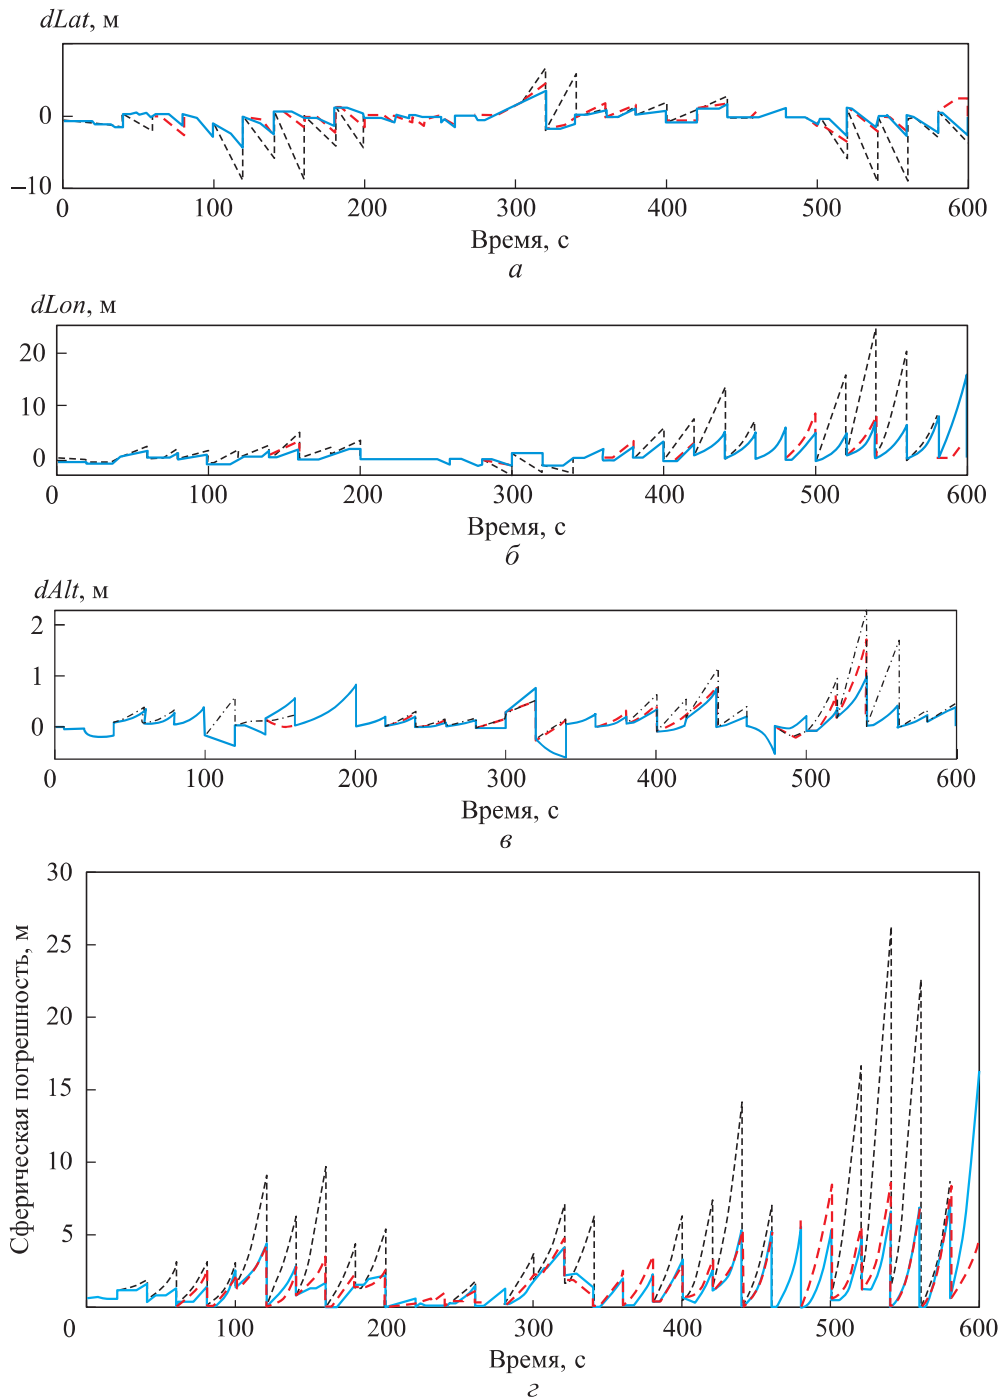 dLat, м
0
−10
0 100 200 300 400 500 600
Время, с
а
dLon, м
20
10
0
0 100 200 300 400 500 600
Время, с
б
dAlt, м
2
1
0
0 100 200 300 400 500 600
Время, с
в
30
25
20
15
10
5
Сферическая погрешность, м
0 100 200 300 400 500 600
Время, с
г